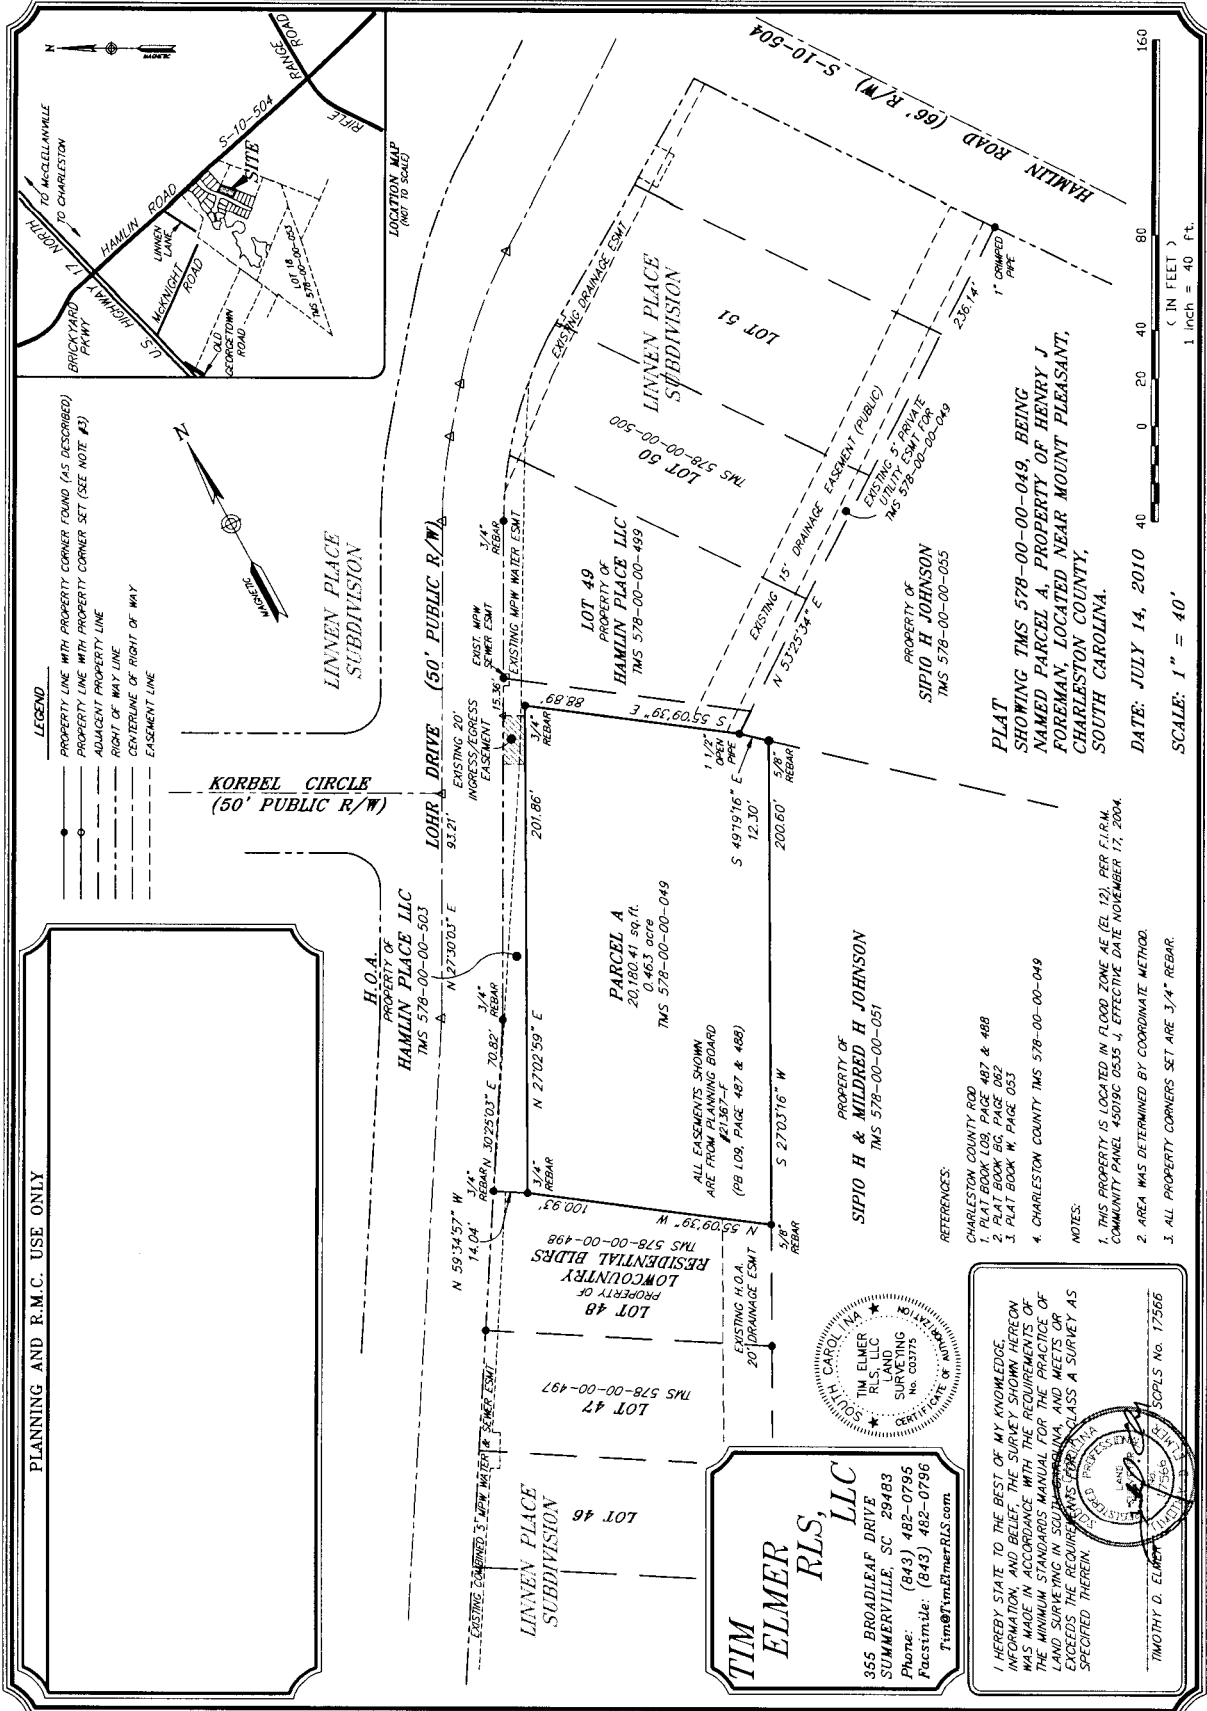 PLANNING AND R.M.C. USE ONLY
LEGEND
PROPERTY LINE WITH PROPERTY CORNER FOUND (AS DESCRIBED)
PROPERTY LINE WITH PROPERTY CORNER SET (SEE NOTE #3)
ADJACENT PROPERTY LINE
RIGHT OF WAY LINE
CENTERLINE OF RIGHT OF WAY
EASEMENT LINE
N
MAGNETIC
BRICKYARD
PKWY
U.S. HIGHWAY 17 NORTH
TO McCLELLANVILLE
TO CHARLESTON
HAMLIN ROAD
S-10-504
RANGE ROAD
RIFLE
LINNEN
LANE
McKNIGHT
ROAD
OLD
GEORGETOWN
ROAD
SITE
LOT 18
TMS 578-00-00-053
LOCATION MAP
(NOT TO SCALE)
N
MAGNETIC
LINNEN PLACE
SUBDIVISION
KORBEL CIRCLE
(50' PUBLIC R/W)
LOHR DRIVE (50' PUBLIC R/W)
H.O.A.
PROPERTY OF
HAMLIN PLACE LLC
TMS 578-00-00-503
N 27°30'03" E
93.21'
EXISTING 20'
INGRESS/EGRESS
EASEMENT
15.36'
EXIST. MPW
SEWER ESMT
3/4"
REBAR
EXISTING MPW WATER ESMT
EXISTING DRAINAGE ESMT
N 59°34'57" W
14.04'
3/4"
REBAR
N 30°25'03" E 70.82'
3/4"
REBAR
3/4"
REBAR
N 27°02'59" E
201.86'
3/4"
REBAR
S 55°09'39" E
88.89'
1 1/2"
OPEN
PIPE
S 49°19'16" E
12.30'
5/8"
REBAR
200.60'
S 27°03'16" W
5/8"
REBAR
N 55°09'39" W
100.93'
PARCEL A
20,180.41 sq.ft.
0.463 acre
TMS 578-00-00-049
ALL EASEMENTS SHOWN
ARE FROM PLANNING BOARD
#21367-F
(PB L09, PAGE 487 & 488)
LOT 49
PROPERTY OF
HAMLIN PLACE LLC
TMS 578-00-00-499
LOT 50
TMS 578-00-00-500
LINNEN PLACE
SUBDIVISION
LOT 51
HAMLIN ROAD (66' R/W) S-10-504
EXISTING 15' DRAINAGE EASEMENT (PUBLIC)
EXISTING 5' PRIVATE
UTILITY ESMT FOR
TMS 578-00-00-049
N 53°25'34" E
236.14'
1" CRIMPED
PIPE
PROPERTY OF
SIPIO H JOHNSON
TMS 578-00-00-055
LOT 48
PROPERTY OF
LOWCOUNTRY
RESIDENTIAL BLDRS
TMS 578-00-00-498
LOT 47
TMS 578-00-00-497
LOT 46
EXISTING COMBINED 5' MPW WATER & SEWER ESMT
LINNEN PLACE
SUBDIVISION
EXISTING H.O.A.
20' DRAINAGE ESMT
PROPERTY OF
SIPIO H & MILDRED H JOHNSON
TMS 578-00-00-051
REFERENCES:
CHARLESTON COUNTY ROD
1. PLAT BOOK L09, PAGE 487 & 488
2. PLAT BOOK BG, PAGE 062
3. PLAT BOOK W, PAGE 053
4. CHARLESTON COUNTY TMS 578-00-00-049
NOTES:
1. THIS PROPERTY IS LOCATED IN FLOOD ZONE AE (EL 12), PER F.I.R.M.
COMMUNITY PANEL 45019C 0535 J, EFFECTIVE DATE NOVEMBER 17, 2004.
2. AREA WAS DETERMINED BY COORDINATE METHOD.
3. ALL PROPERTY CORNERS SET ARE 3/4" REBAR.
PLAT
SHOWING TMS 578-00-00-049, BEING
NAMED PARCEL A, PROPERTY OF HENRY J
FOREMAN, LOCATED NEAR MOUNT PLEASANT,
CHARLESTON COUNTY,
SOUTH CAROLINA.
DATE: JULY 14, 2010
SCALE: 1" = 40'
40 0 20 40 80 160
( IN FEET )
1 inch = 40 ft.
TIM
ELMER
RLS,
LLC
355 BROADLEAF DRIVE
SUMMERVILLE, SC 29483
Phone: (843) 482-0795
Facsimile: (843) 482-0796
Tim@TimElmerRLS.com
SOUTH CAROLINA
TIM ELMER
RLS, LLC
LAND
SURVEYING
No. C03775
CERTIFICATE OF AUTHORIZATION
I HEREBY STATE TO THE BEST OF MY KNOWLEDGE,
INFORMATION, AND BELIEF, THE SURVEY SHOWN HEREON
WAS MADE IN ACCORDANCE WITH THE REQUIREMENTS OF
THE MINIMUM STANDARDS MANUAL FOR THE PRACTICE OF
LAND SURVEYING IN SOUTH CAROLINA, AND MEETS OR
EXCEEDS THE REQUIREMENTS FOR CLASS A SURVEY AS
SPECIFIED THEREIN.
TIMOTHY D. ELMER SCPLS No. 17566